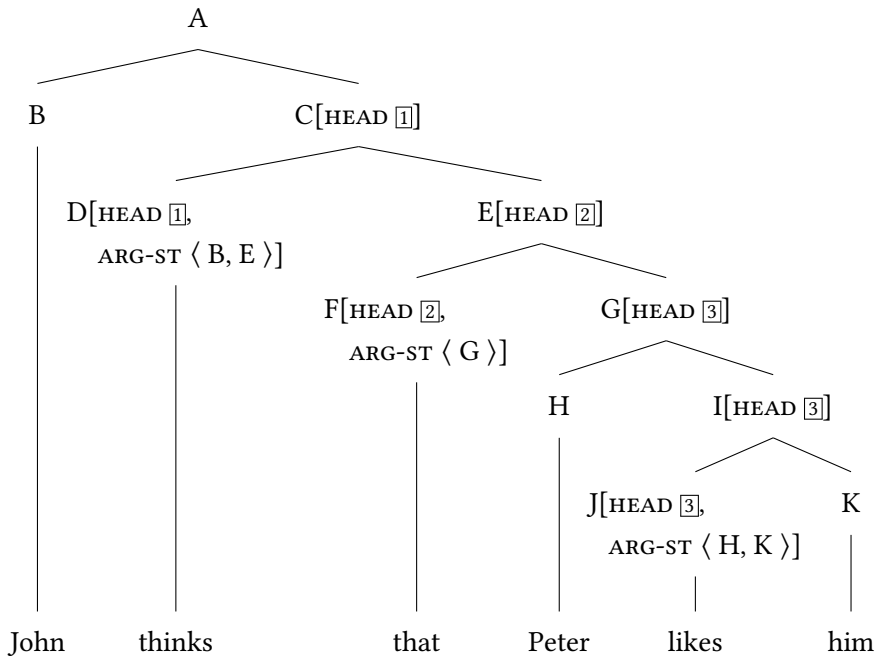 A
B C[HEAD 1]
D[HEAD 1, E[HEAD 2]
ARG-ST ⟨ B, E ⟩]
F[HEAD 2, G[HEAD 3]
ARG-ST ⟨ G ⟩]
H I[HEAD 3]
J[HEAD 3, K
ARG-ST ⟨ H, K ⟩]
John thinks that Peter likes him